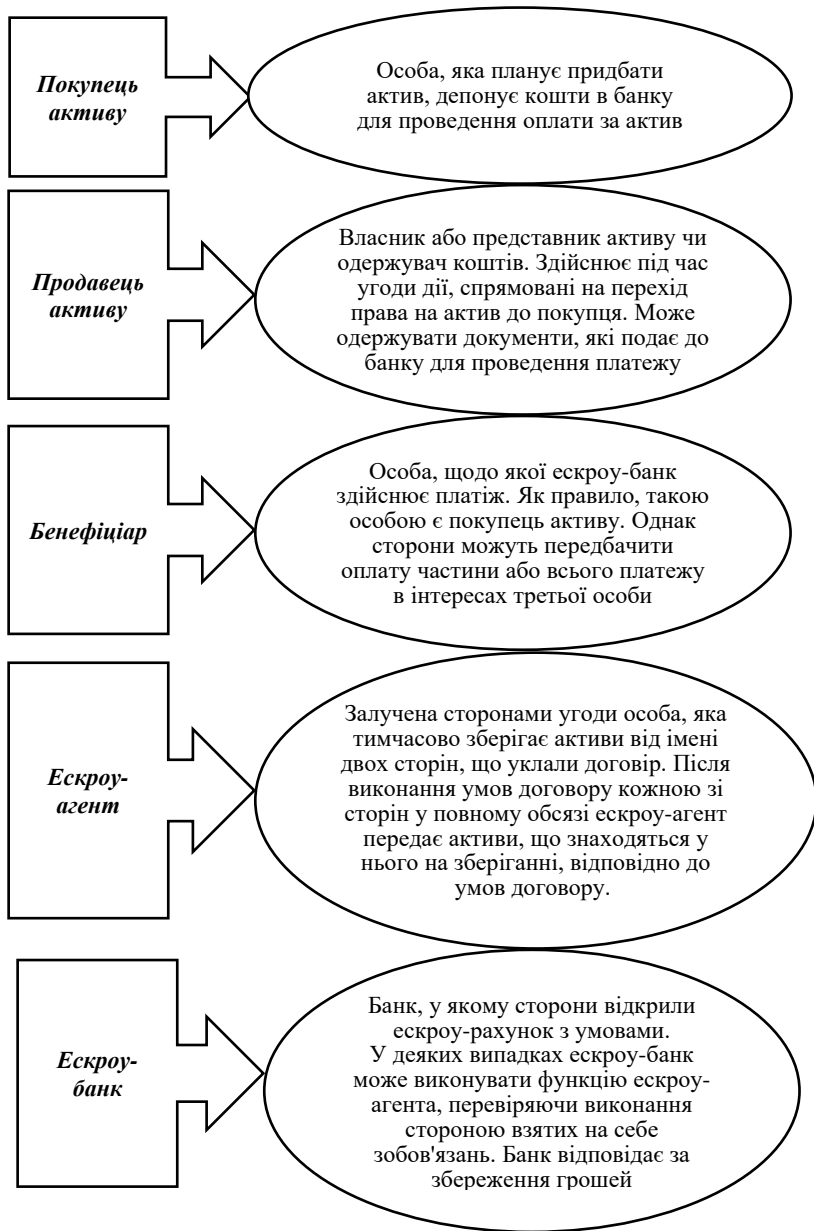 Покупець
активу
Особа, яка планує придбати
актив, депонує кошти в банку
для проведення оплати за актив
Продавець
активу
Власник або представник активу чи
одержувач коштів. Здійснює під час
угоди дії, спрямовані на перехід
права на актив до покупця. Може
одержувати документи, які подає до
банку для проведення платежу
Бенефіціар
Особа, щодо якої ескроу-банк
здійснює платіж. Як правило, такою
особою є покупець активу. Однак
сторони можуть передбачити
оплату частини або всього платежу
в інтересах третьої особи
Ескроу-
агент
Залучена сторонами угоди особа, яка
тимчасово зберігає активи від імені
двох сторін, що уклали договір. Після
виконання умов договору кожною зі
сторін у повному обсязі ескроу-агент
передає активи, що знаходяться у
нього на зберіганні, відповідно до
умов договору.
Ескроу-
банк
Банк, у якому сторони відкрили
ескроу-рахунок з умовами.
У деяких випадках ескроу-банк
може виконувати функцію ескроу-
агента, перевіряючи виконання
стороною взятих на себе
зобов'язань. Банк відповідає за
збереження грошей